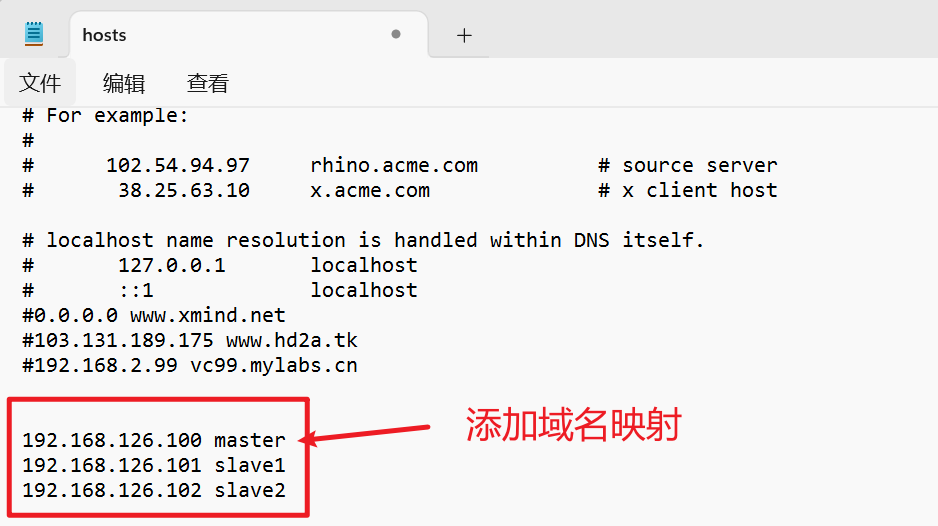 hosts
文件 编辑 查看
# For example:
#
#      102.54.94.97     rhino.acme.com          # source server
#       38.25.63.10     x.acme.com              # x client host
# localhost name resolution is handled within DNS itself.
#       127.0.0.1       localhost
#       ::1             localhost
#0.0.0.0 www.xmind.net
#103.131.189.175 www.hd2a.tk
#192.168.2.99 vc99.mylabs.cn
添加域名映射
192.168.126.100 master
192.168.126.101 slave1
192.168.126.102 slave2